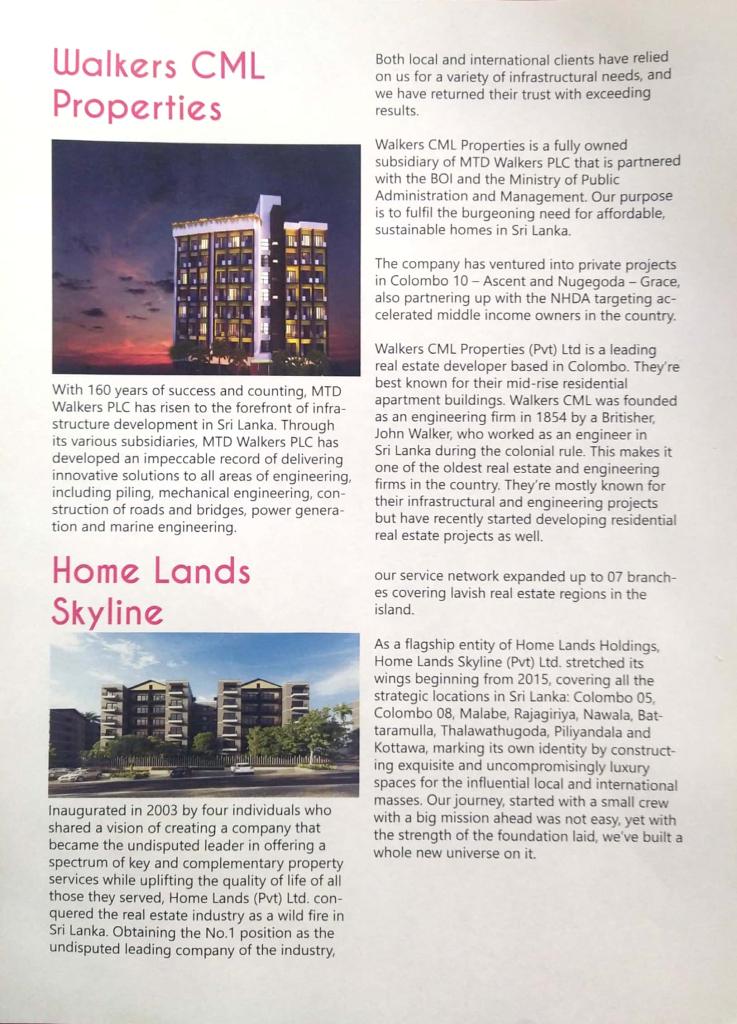 Walkers CML
Properties
With 160 years of success and counting, MTD
Walkers PLC has risen to the forefront of infra-
structure development in Sri Lanka. Through
its various subsidiaries, MTD Walkers PLC has
developed an impeccable record of delivering
innovative solutions to all areas of engineering,
including piling, mechanical engineering, con-
struction of roads and bridges, power genera-
tion and marine engineering.
Both local and international clients have relied
on us for a variety of infrastructural needs, and
we have returned their trust with exceeding
results.
Walkers CML Properties is a fully owned
subsidiary of MTD Walkers PLC that is partnered
with the BOI and the Ministry of Public
Administration and Management. Our purpose
is to fulfil the burgeoning need for affordable,
sustainable homes in Sri Lanka.
The company has ventured into private projects
in Colombo 10 – Ascent and Nugegoda – Grace,
also partnering up with the NHDA targeting ac-
celerated middle income owners in the country.
Walkers CML Properties (Pvt) Ltd is a leading
real estate developer based in Colombo. They're
best known for their mid-rise residential
apartment buildings. Walkers CML was founded
as an engineering firm in 1854 by a Britisher,
John Walker, who worked as an engineer in
Sri Lanka during the colonial rule. This makes it
one of the oldest real estate and engineering
firms in the country. They're mostly known for
their infrastructural and engineering projects
but have recently started developing residential
real estate projects as well.
Home Lands
Skyline
Inaugurated in 2003 by four individuals who
shared a vision of creating a company that
became the undisputed leader in offering a
spectrum of key and complementary property
services while uplifting the quality of life of all
those they served, Home Lands (Pvt) Ltd. con-
quered the real estate industry as a wild fire in
Sri Lanka. Obtaining the No.1 position as the
undisputed leading company of the industry,
our service network expanded up to 07 branch-
es covering lavish real estate regions in the
island.
As a flagship entity of Home Lands Holdings,
Home Lands Skyline (Pvt) Ltd. stretched its
wings beginning from 2015, covering all the
strategic locations in Sri Lanka: Colombo 05,
Colombo 08, Malabe, Rajagiriya, Nawala, Bat-
taramulla, Thalawathugoda, Piliyandala and
Kottawa, marking its own identity by construct-
ing exquisite and uncompromisingly luxury
spaces for the influential local and international
masses. Our journey, started with a small crew
with a big mission ahead was not easy, yet with
the strength of the foundation laid, we've built a
whole new universe on it.